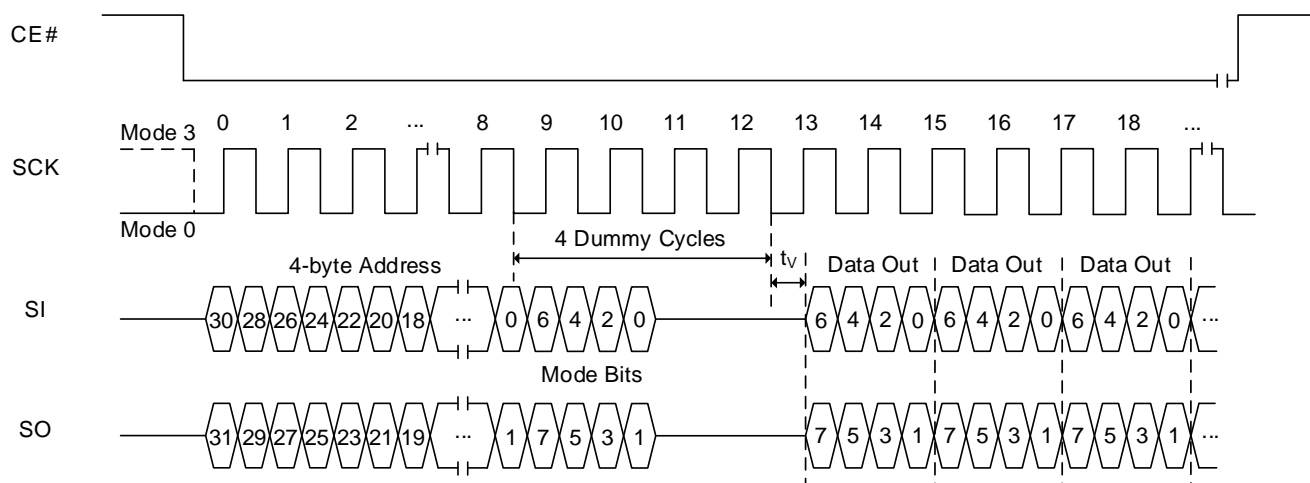 CE#
0 1 2 ... 8 9 10 11 12 13 14 15 16 17 18 ...
Mode 3
SCK
Mode 0
4 Dummy Cycles
4-byte Address tV Data Out Data Out Data Out
SI 30 28 26 24 22 20 18 ... 0 6 4 2 0 6 4 2 0 6 4 2 0 6 4 2 0 ...
Mode Bits
SO 31 29 27 25 23 21 19 ... 1 7 5 3 1 7 5 3 1 7 5 3 1 7 5 3 1 ...